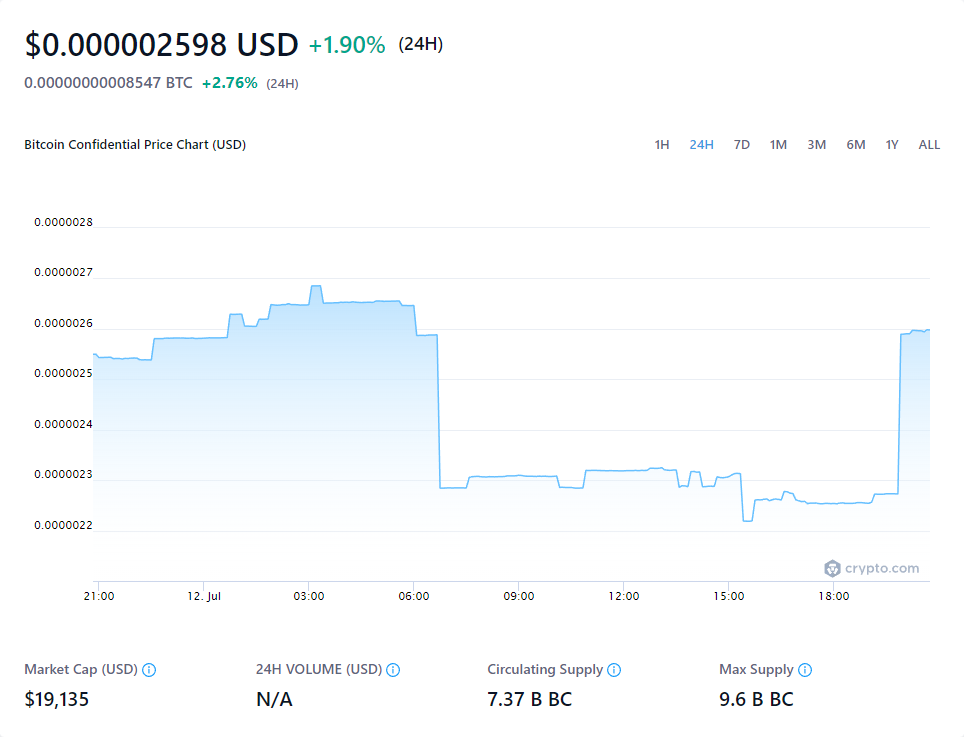 $0.000002598 USD +1.90% (24H)
0.00000000008547 BTC +2.76% (24H)
Bitcoin Confidential Price Chart (USD) 1H 24H 7D 1M 3M 6M 1Y ALL
0.0000028
0.0000027
0.0000026
0.0000025
0.0000024
0.0000023
0.0000022
crypto.com
21:00 12. Jul 03:00 06:00 09:00 12:00 15:00 18:00
Market Cap (USD) 24H VOLUME (USD) Circulating Supply Max Supply
$19,135 N/A 7.37 B BC 9.6 B BC